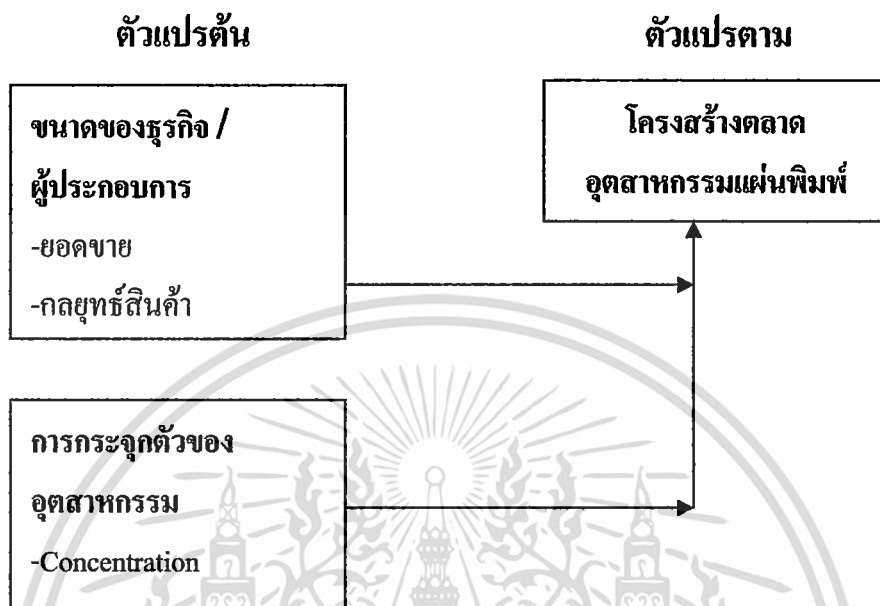 ตัวแปรต้น
ตัวแปรตาม
ขนาดของธุรกิจ /
ผู้ประกอบการ
-ยอดขาย
-กลยุทธ์สินค้า
โครงสร้างตลาด
อุตสาหกรรมแผ่นพิมพ์
การกระจุกตัวของ
อุตสาหกรรม
-Concentration